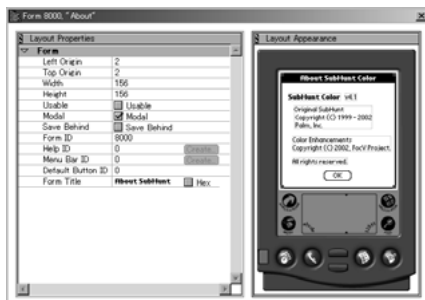 Form 8000, "About"
Layout Properties
Form
Left Origin 2
Top Origin 2
Width 156
Height 156
Usable Usable
Modal Modal
Save Behind Save Behind
Form ID 8000
Help ID 0 Create
Menu Bar ID 0 Create
Default Button ID 0
Form Title About SubHunt Hex
Layout Appearance
About SubHunt Color
SubHunt Color v4.1
Original SubHunt
Copyright (C) 1999 - 2002
Palm, Inc.
Color Enhancements
Copyright (C) 2002, FocV Project.
All rights reserved.
OK